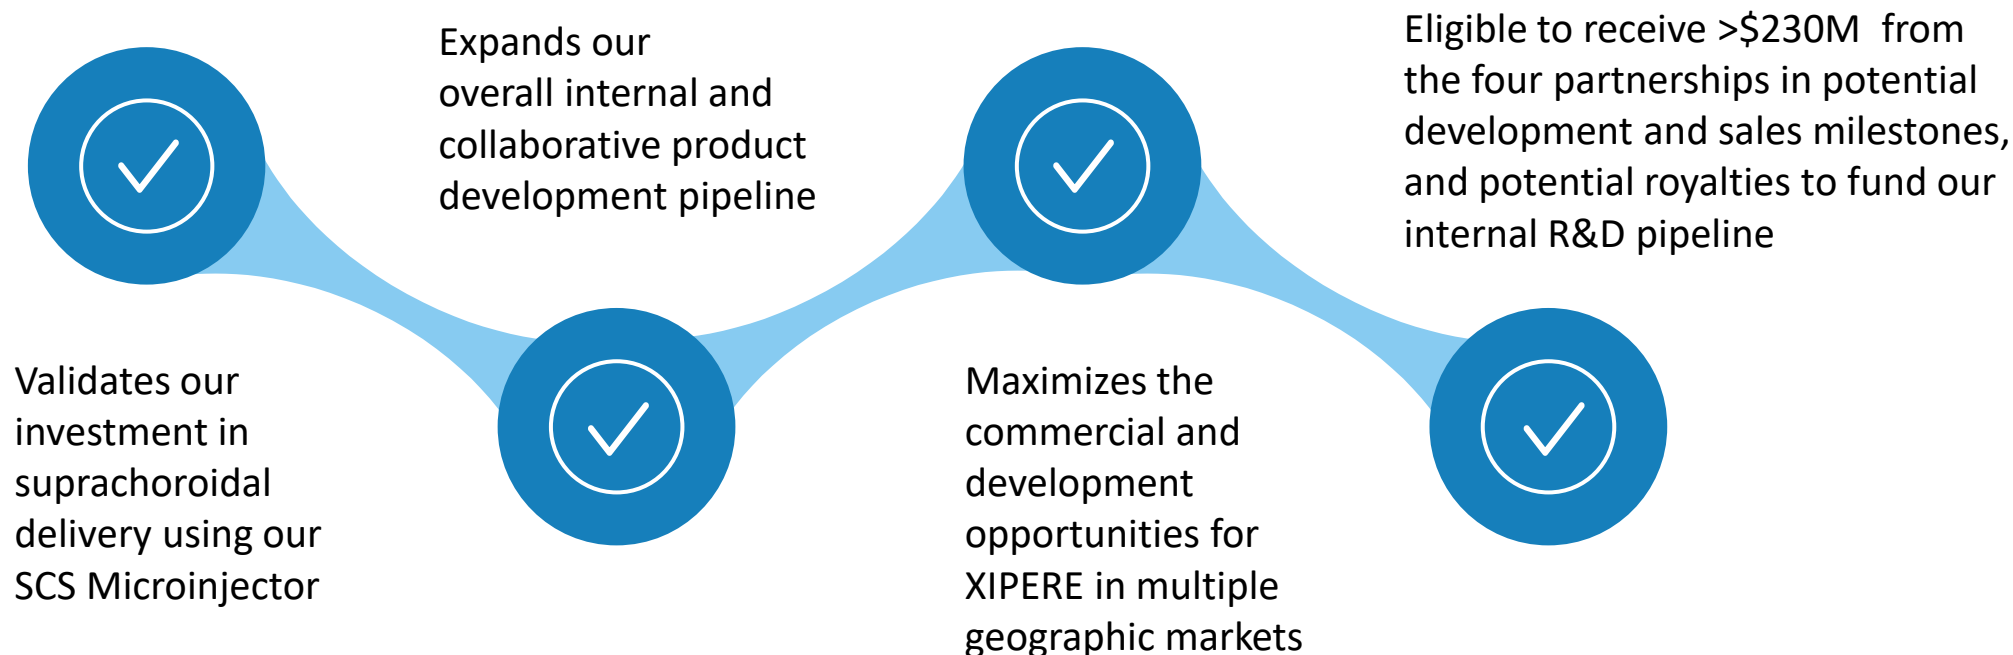 Validates our
investment in
suprachoroidal
delivery using our
SCS Microinjector
Expands our
overall internal and
collaborative product
development pipeline
Maximizes the
commercial and
development
opportunities for
XIPERE in multiple
geographic markets
Eligible to receive >$230M  from
the four partnerships in potential
development and sales milestones,
and potential royalties to fund our
internal R&D pipeline